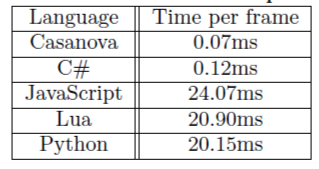 Language Time per frame
Casanova 0.07ms
C# 0.12ms
JavaScript 24.07ms
Lua 20.90ms
Python 20.15ms